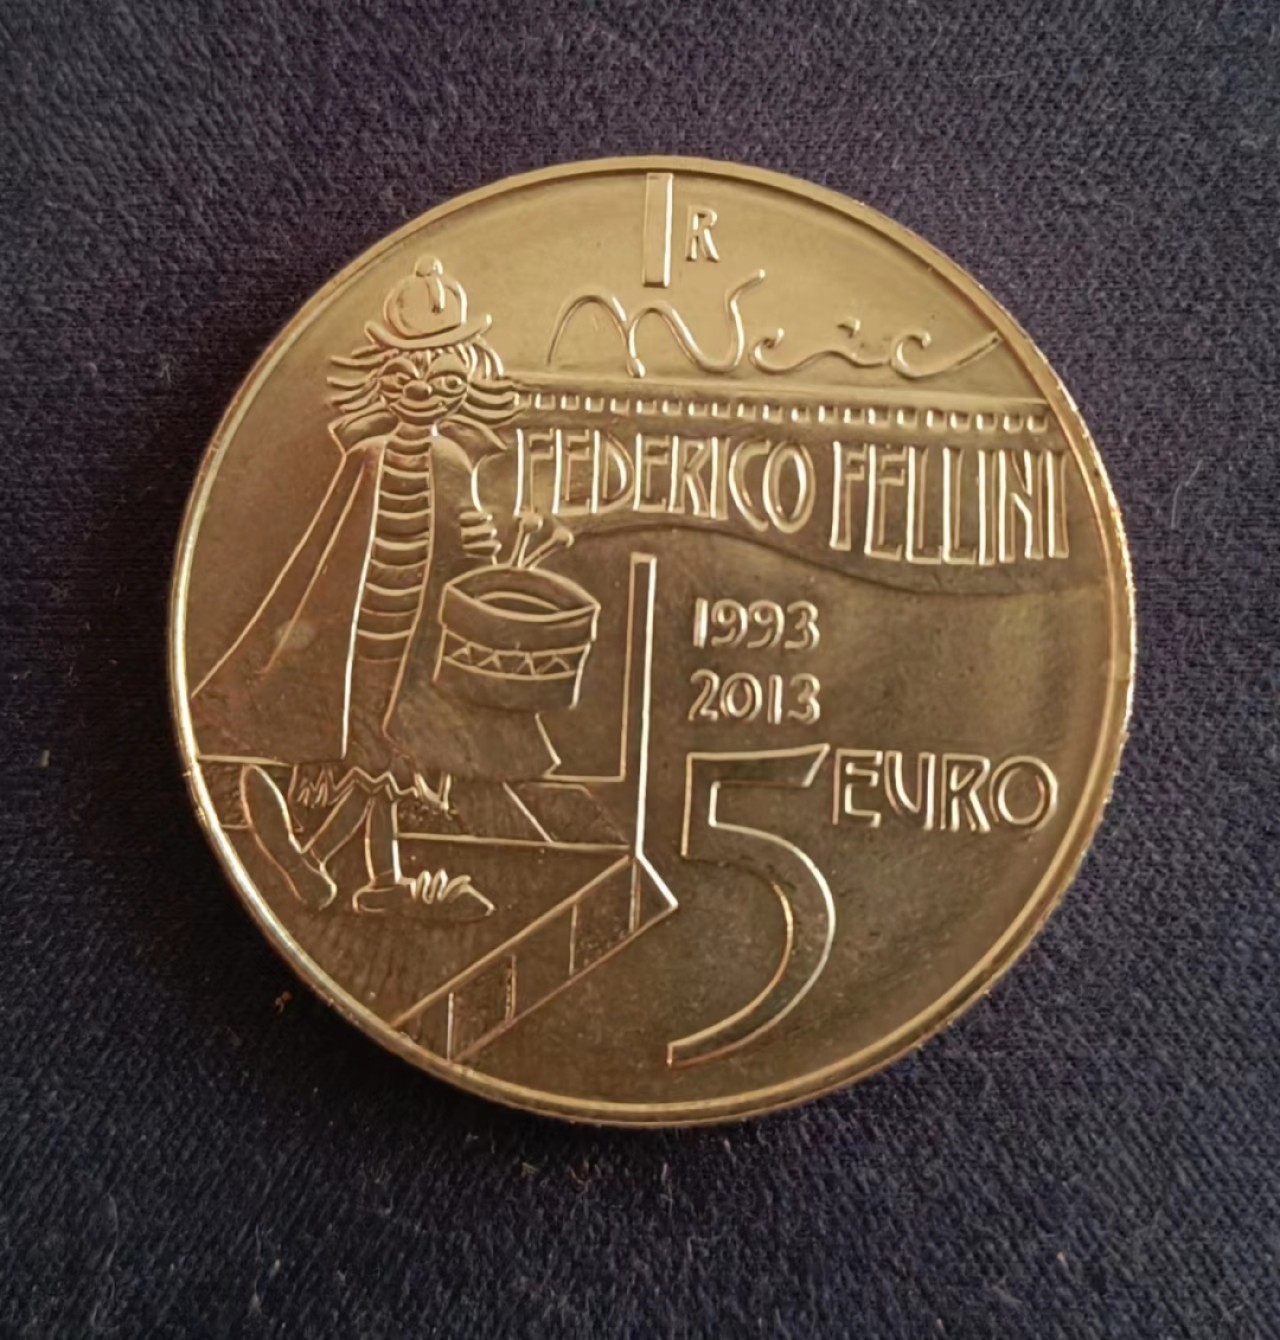 R
FEDERICO FELLINI
1993
2013
5 EURO